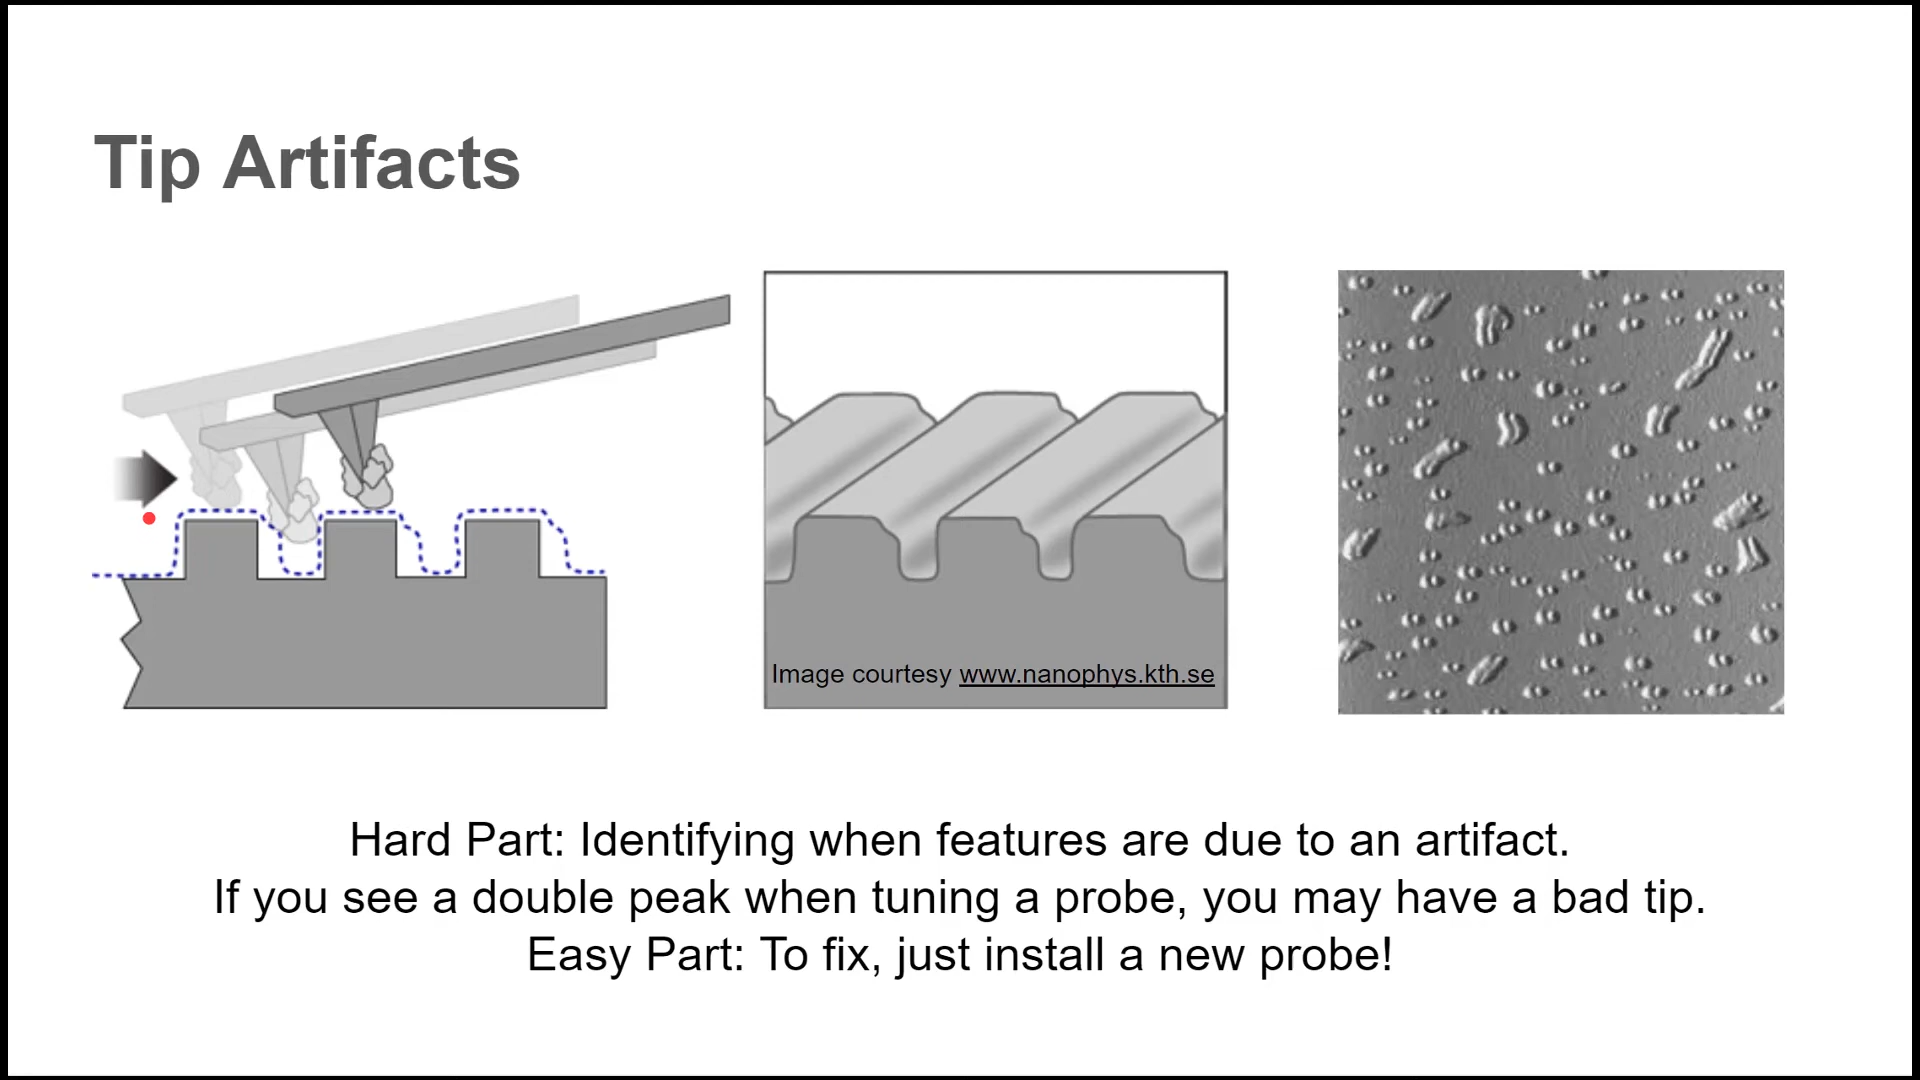 Tip Artifacts
Image courtesy www.nanophys.kth.se
Hard Part: Identifying when features are due to an artifact.
If you see a double peak when tuning a probe, you may have a bad tip.
Easy Part: To fix, just install a new probe!